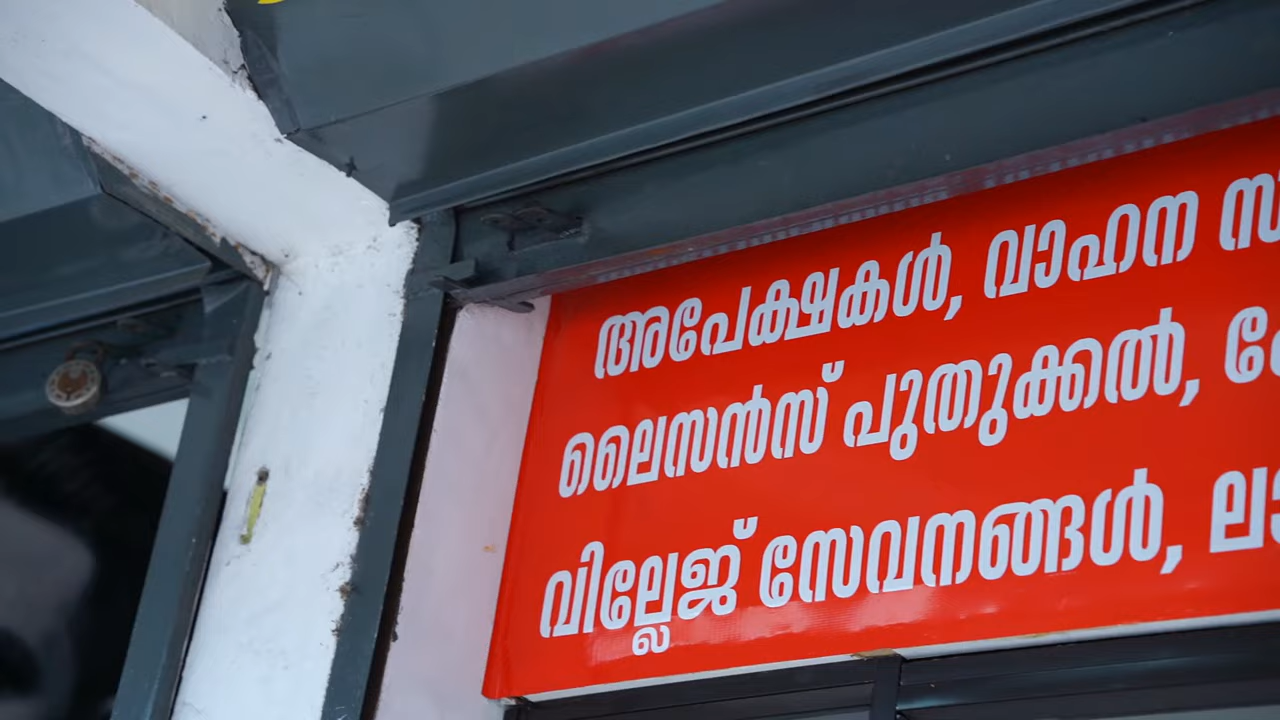 അപേക്ഷകൾ, വാഹന
ലൈസൻസ് പുതുക്കൽ,
വില്ലേജ് സേവനങ്ങൾ,